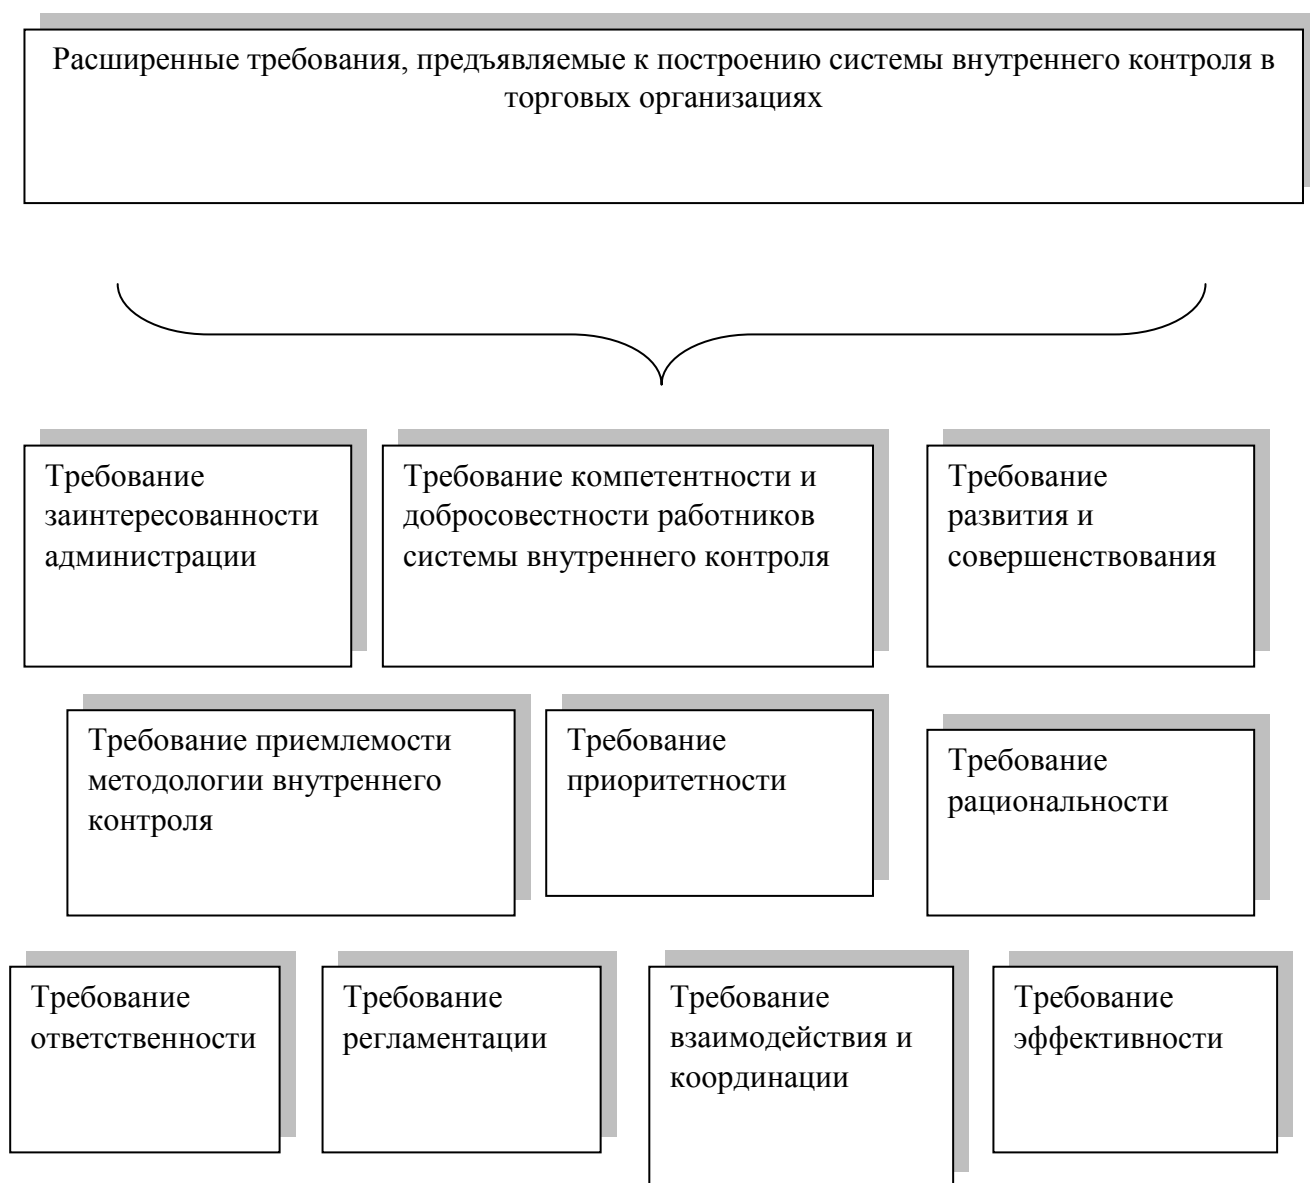 Расширенные требования, предъявляемые к построению системы внутреннего контроля в
торговых организациях
Требование
заинтересованности
администрации
Требование компетентности и
добросовестности работников
системы внутреннего контроля
Требование
развития и
совершенствования
Требование приемлемости
методологии внутреннего
контроля
Требование
приоритетности
Требование
рациональности
Требование
ответственности
Требование
регламентации
Требование
взаимодействия и
координации
Требование
эффективности